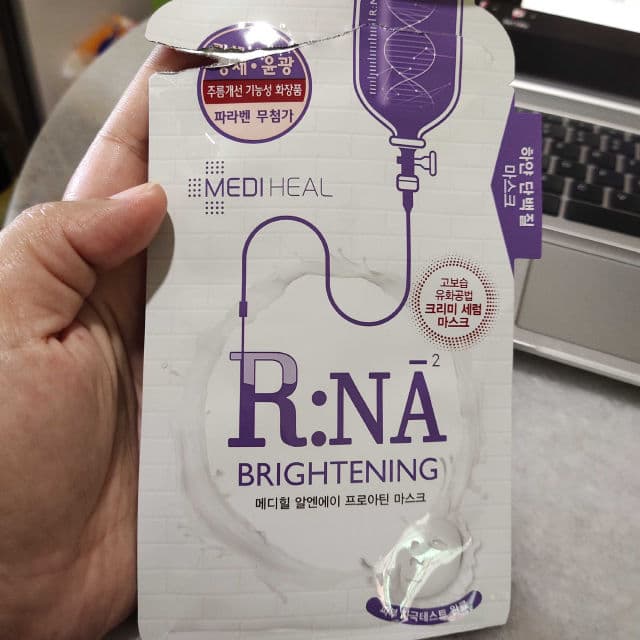 윤광
주름개선 기능성 화장품
파라벤 무첨가
MEDIHEAL
하얀 단백질
마스크
고보습
유화공법
크리미 세럼
마스크
R:NĀ²
BRIGHTENING
메디힐 알엔에이 프로아틴 마스크